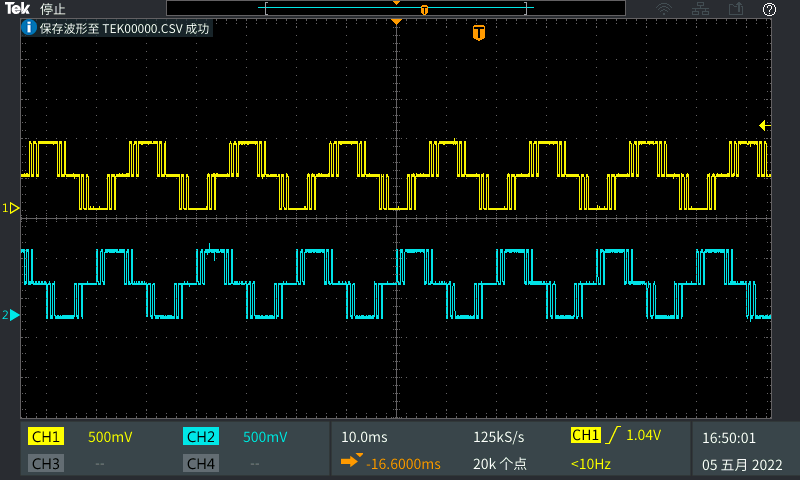 Tek 停止
T
?
i 保存波形至 TEK00000.CSV 成功
T
1
2
CH1 500mV CH2 500mV 10.0ms 125kS/s CH1 1.04V 16:50:01
CH3 -- CH4 -- -16.6000ms 20k 个点 <10Hz 05 五月 2022